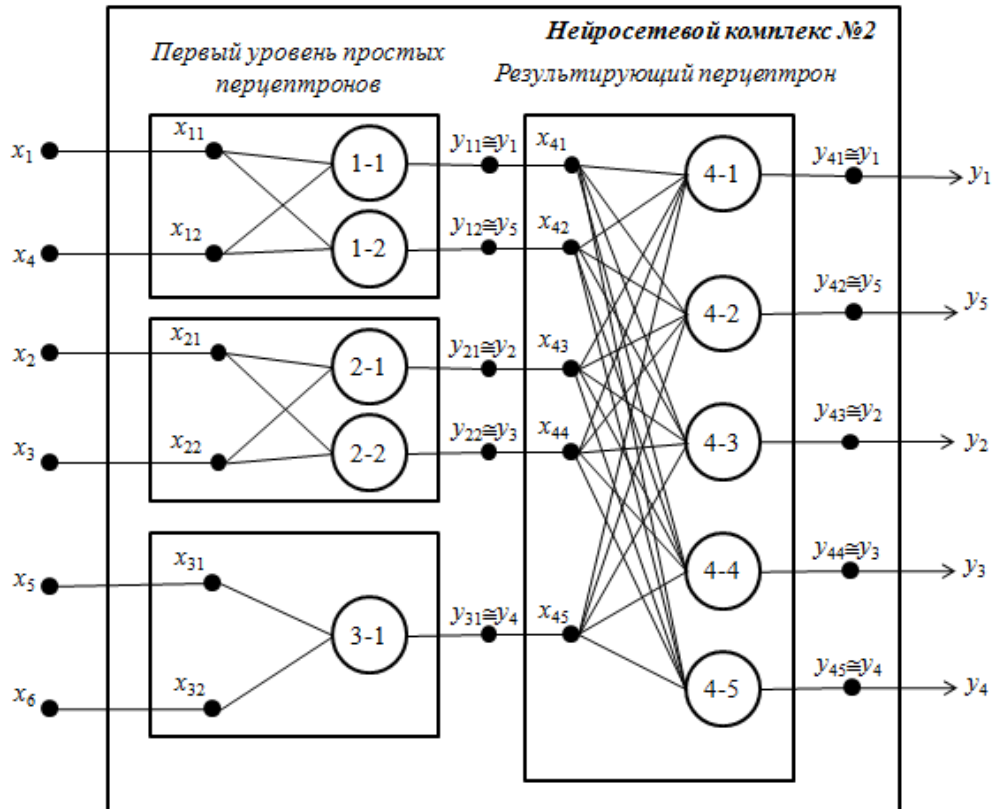 Нейросетевой комплекс №2
Первый уровень простых
перцептронов
Результирующий перцептрон
x₁
x₁₁
1-1
y₁₁≅y₁
x₄₁
4-1
y₄₁≅y₁
y₁
x₄
x₁₂
1-2
y₁₂≅y₅
x₄₂
4-2
y₄₂≅y₅
y₅
x₂
x₂₁
2-1
y₂₁≅y₂
x₄₃
4-3
y₄₃≅y₂
y₂
x₃
x₂₂
2-2
y₂₂≅y₃
x₄₄
4-4
y₄₄≅y₃
y₃
x₅
x₃₁
3-1
y₃₁≅y₄
x₄₅
4-5
y₄₅≅y₄
y₄
x₆
x₃₂